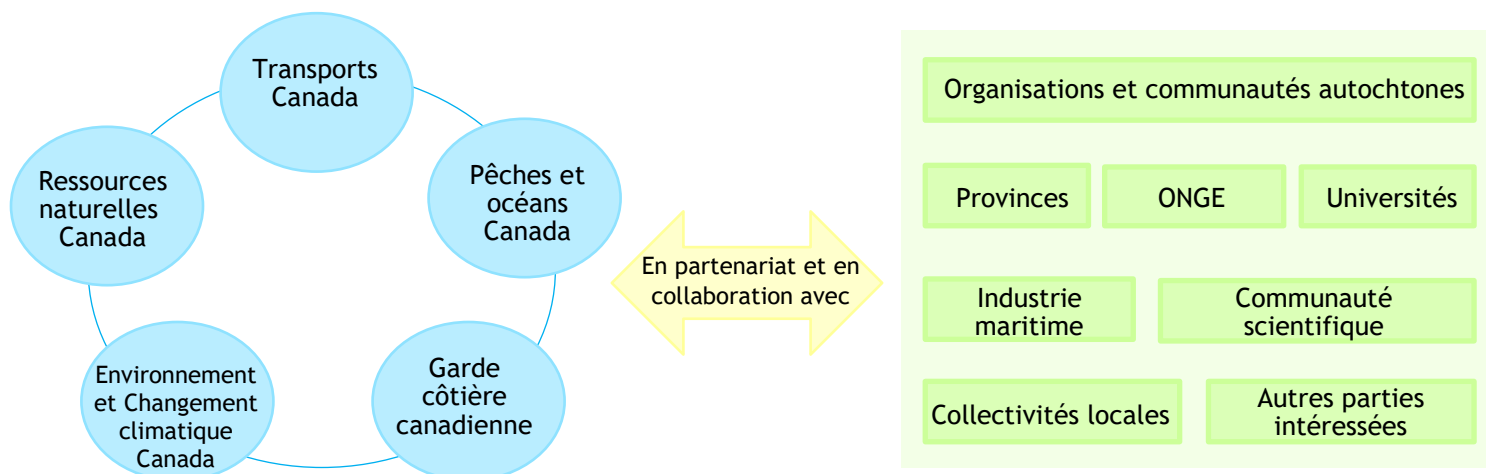 Transports
Canada
Ressources
naturelles
Canada
Pêches et
océans
Canada
Environnement
et Changement
climatique
Canada
Garde
côtière
canadienne
En partenariat et en
collaboration avec
Organisations et communautés autochtones
Provinces
ONGE
Universités
Industrie
maritime
Communauté
scientifique
Collectivités locales
Autres parties
intéressées